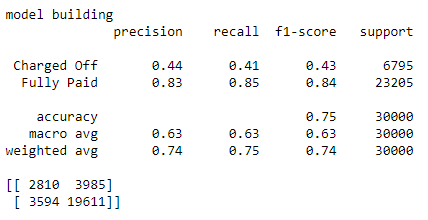 model building
precision recall f1-score support
Charged Off 0.44 0.41 0.43 6795
Fully Paid 0.83 0.85 0.84 23205
accuracy 0.75 30000
macro avg 0.63 0.63 0.63 30000
weighted avg 0.74 0.75 0.74 30000
[[ 2810 3985]
[ 3594 19611]]